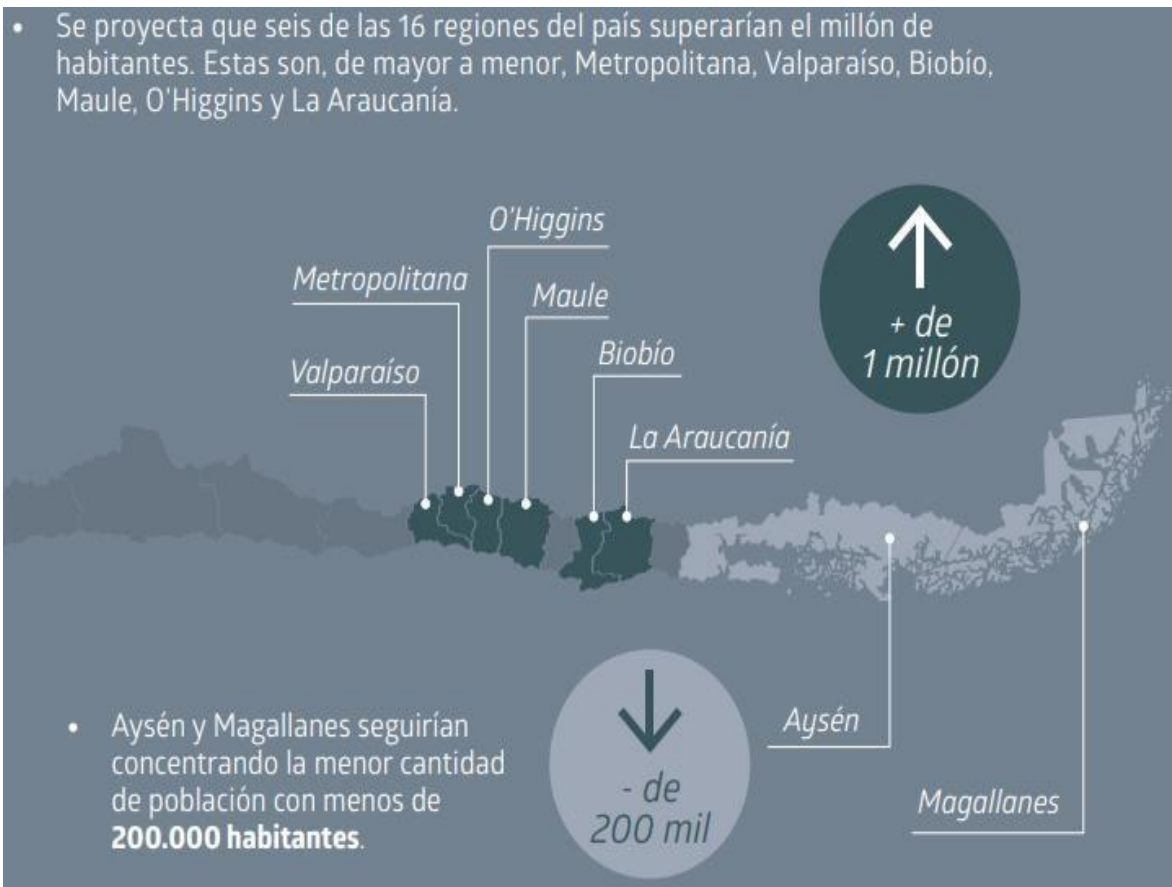 • Se proyecta que seis de las 16 regiones del país superarían el millón de
habitantes. Estas son, de mayor a menor, Metropolitana, Valparaíso, Biobío,
Maule, O'Higgins y La Araucanía.
O'Higgins
Metropolitana
Maule
Valparaíso
Biobío
La Araucanía
+ de
1 millón
• Aysén y Magallanes seguirían
concentrando la menor cantidad
de población con menos de
200.000 habitantes.
- de
200 mil
Aysén
Magallanes